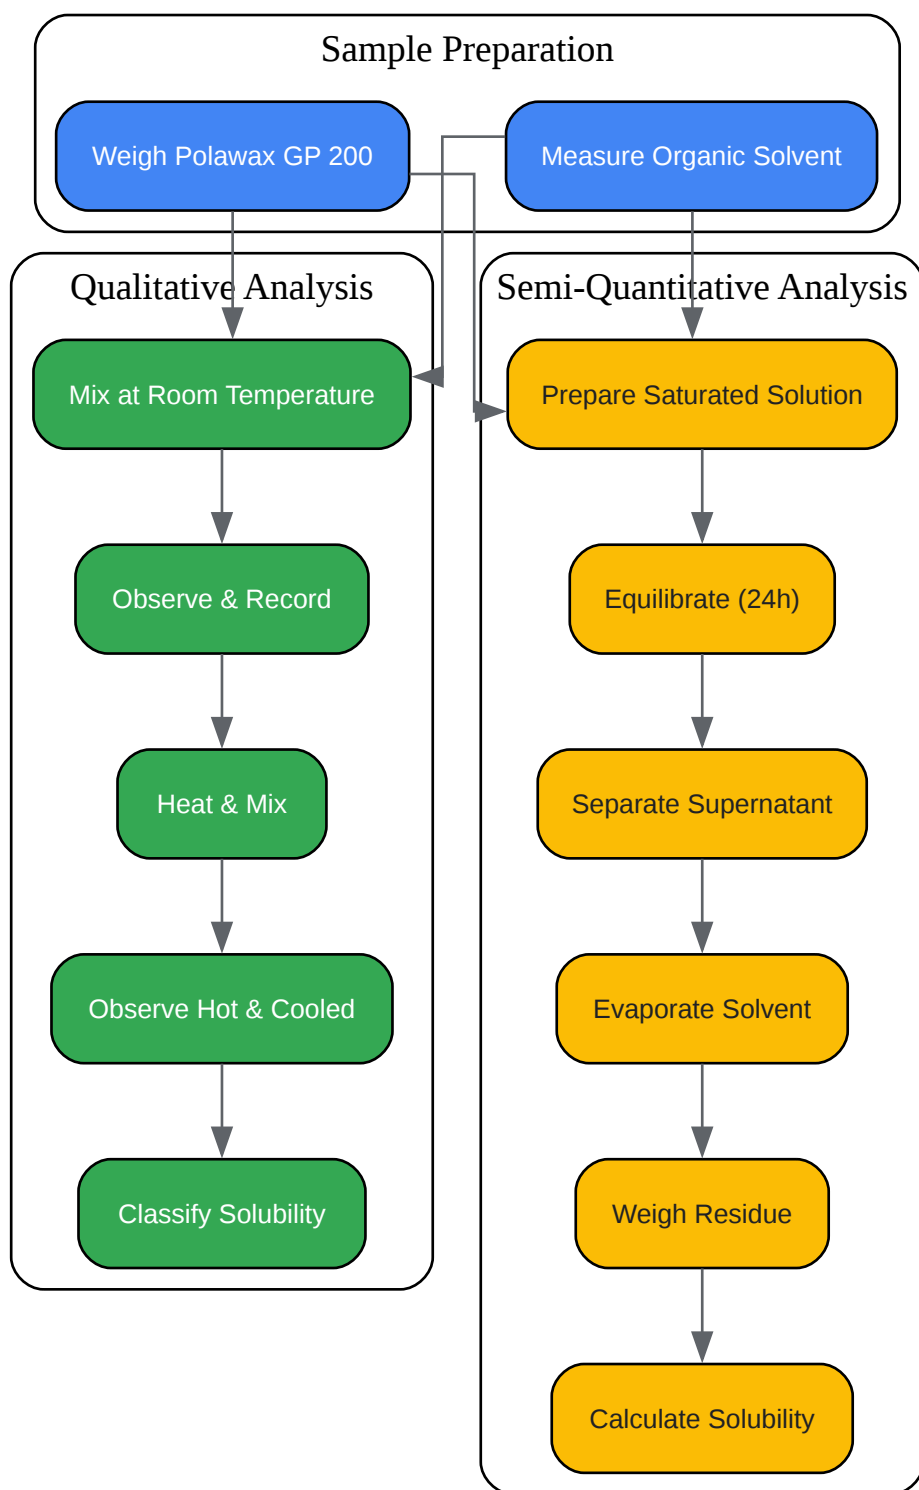 Sample Preparation
Weigh Polawax GP 200
Measure Organic Solvent
Qualitative Analysis
Mix at Room Temperature
Observe & Record
Heat & Mix
Observe Hot & Cooled
Classify Solubility
Semi-Quantitative Analysis
Prepare Saturated Solution
Equilibrate (24h)
Separate Supernatant
Evaporate Solvent
Weigh Residue
Calculate Solubility